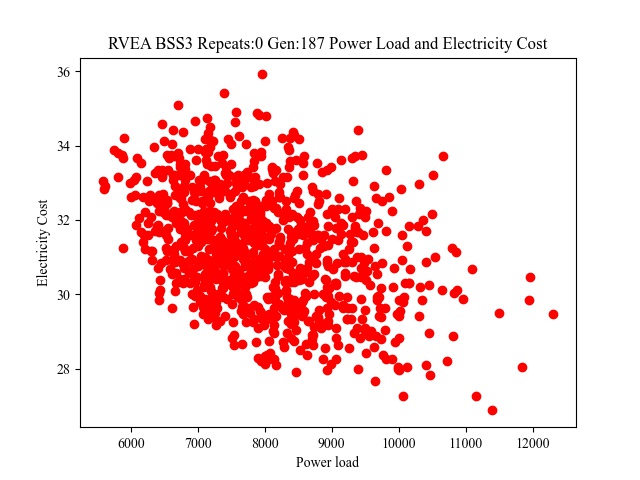 RVEA BSS3 Repeats:0 Gen:187 Power Load and Electricity Cost
36
34
32
30
28
Electricity Cost
6000 7000 8000 9000 10000 11000 12000
Power load